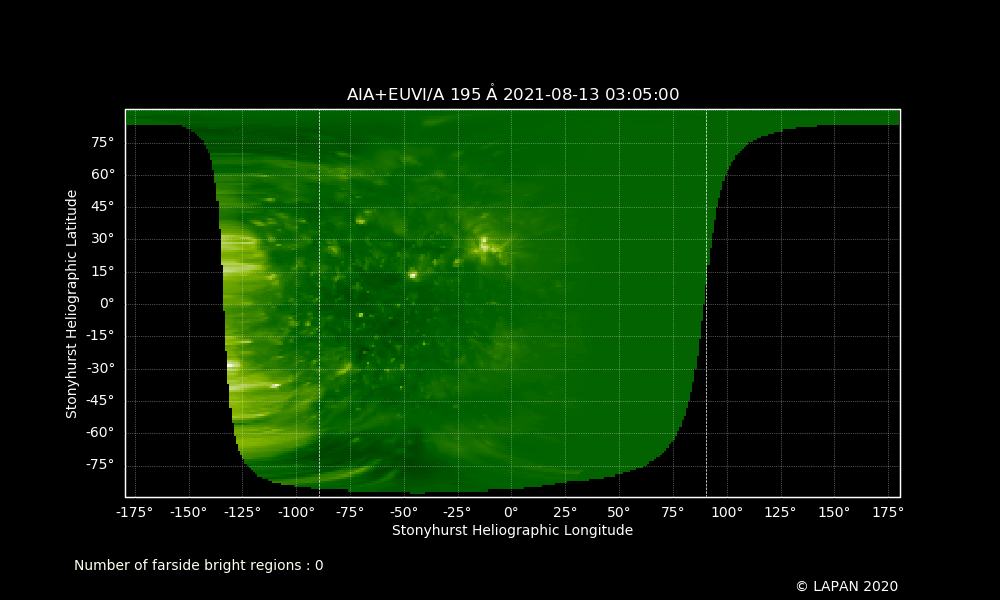 AIA+EUVI/A 195 Å 2021-08-13 03:05:00
Stonyhurst Heliographic Latitude
75°
60°
45°
30°
15°
0°
-15°
-30°
-45°
-60°
-75°
-175° -150° -125° -100° -75° -50° -25° 0° 25° 50° 75° 100° 125° 150° 175°
Stonyhurst Heliographic Longitude
Number of farside bright regions : 0
© LAPAN 2020